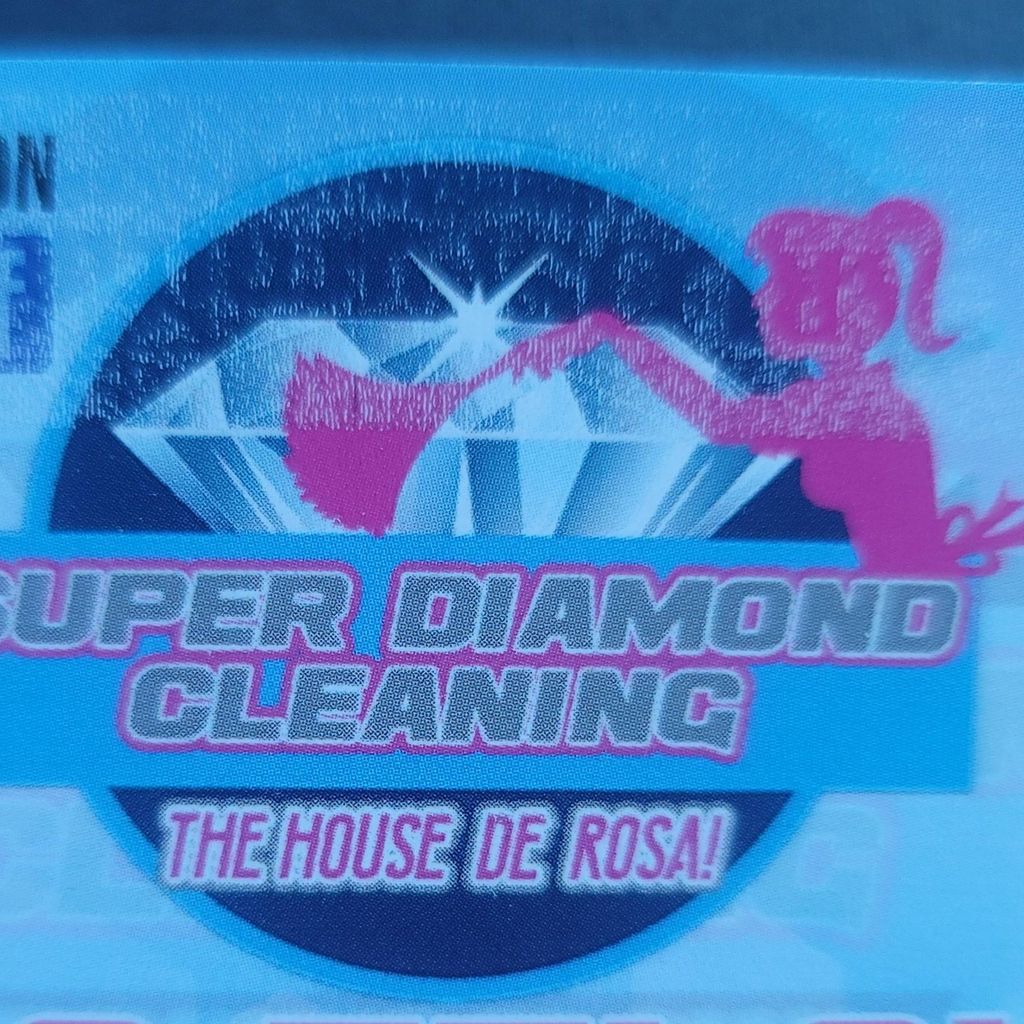 SUPER DIAMOND
CLEANING
THE HOUSE DE ROSA!